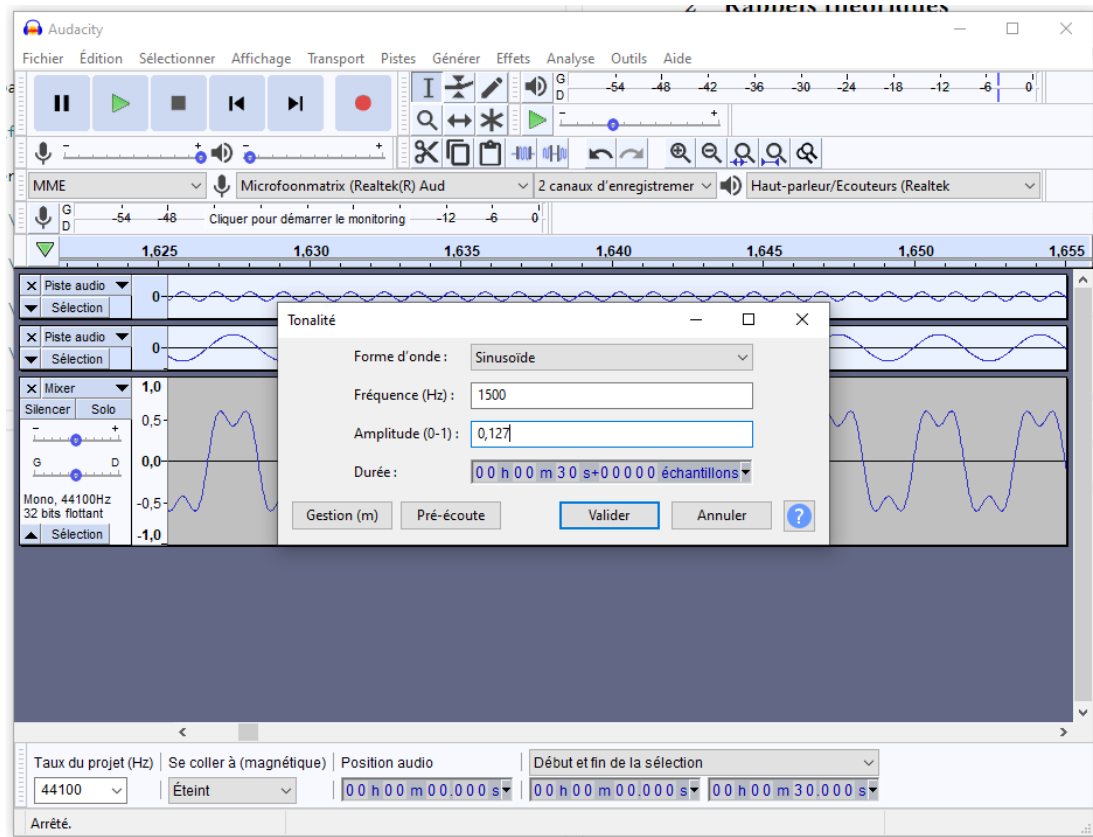 2 Rappels théoriques
Audacity
Fichier Édition Sélectionner Affichage Transport Pistes Générer Effets Analyse Outils Aide
G
D
-54 -48 -42 -36 -30 -24 -18 -12 -6 0
- +
- + - +
MME Microfoonmatrix (Realtek(R) Aud 2 canaux d'enregistremer Haut-parleur/Ecouteurs (Realtek
G
D
-54 -48 Cliquer pour démarrer le monitoring -12 -6 0
1,625 1,630 1,635 1,640 1,645 1,650 1,655
X Piste audio
Sélection
0
X Piste audio
Sélection
0
X Mixer
Silencer Solo
- +
G D
Mono, 44100Hz
32 bits flottant
Sélection
1,0
0,5
0,0
-0,5
-1,0
Tonalité
Forme d'onde : Sinusoïde
Fréquence (Hz) : 1500
Amplitude (0-1) : 0,127
Durée : 00 h 00 m 30 s+00000 échantillons
Gestion (m) Pré-écoute Valider Annuler ?
Taux du projet (Hz) Se coller à (magnétique) Position audio Début et fin de la sélection
44100 Éteint 00 h 00 m 00.000 s 00 h 00 m 00.000 s 00 h 00 m 30.000 s
Arrêté.